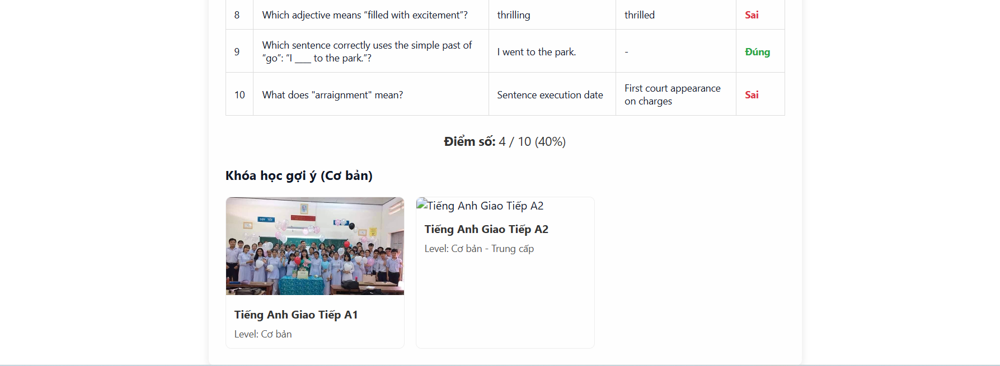 8 Which adjective means “filled with excitement”? thrilling thrilled Sai
9 Which sentence correctly uses the simple past of “go”: “I ____ to the park.”? I went to the park. - Đúng
10 What does "arraignment" mean? Sentence execution date First court appearance on charges Sai
Điểm số: 4 / 10 (40%)
Khóa học gợi ý (Cơ bản)
Tiếng Anh Giao Tiếp A1
Level: Cơ bản
Tiếng Anh Giao Tiếp A2
Tiếng Anh Giao Tiếp A2
Level: Cơ bản - Trung cấp